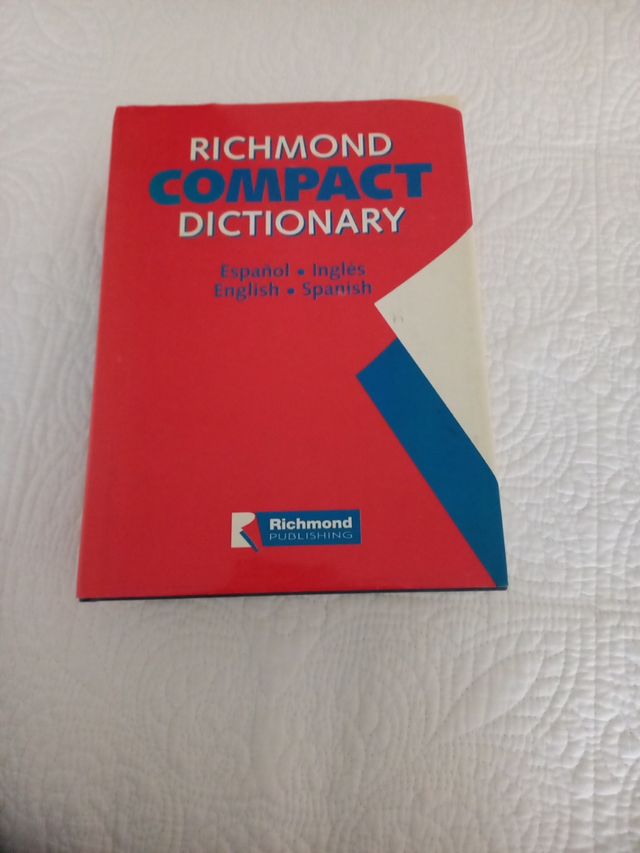 RICHMOND
COMPACT
DICTIONARY
Español • Inglés
English • Spanish
Richmond
PUBLISHING